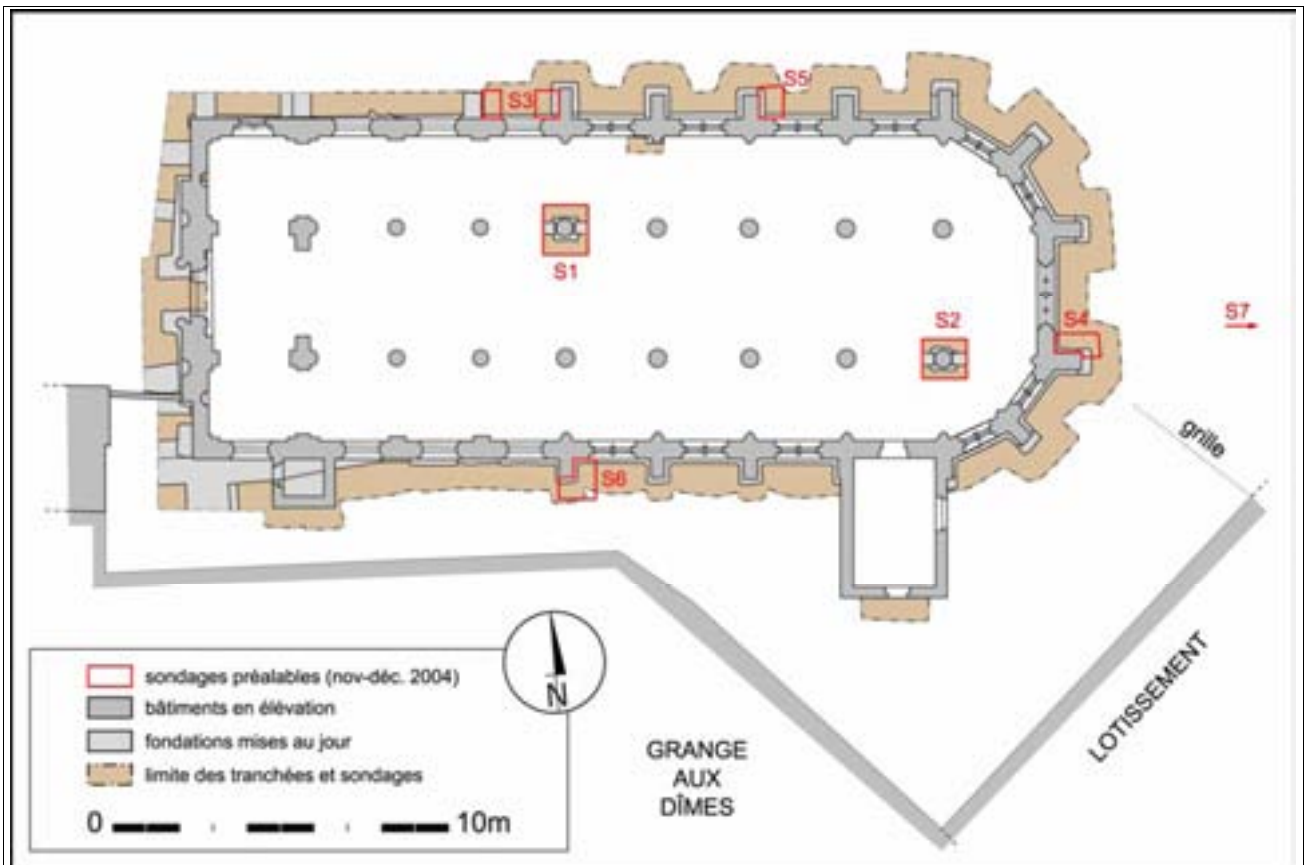 S5
S3
S1
S7
S2
S4
grille
S6
LOTISSEMENT
N
sondages préalables (nov-déc. 2004)
bâtiments en élévation
fondations mises au jour
limite des tranchées et sondages
0 10m
GRANGE
AUX
DÎMES